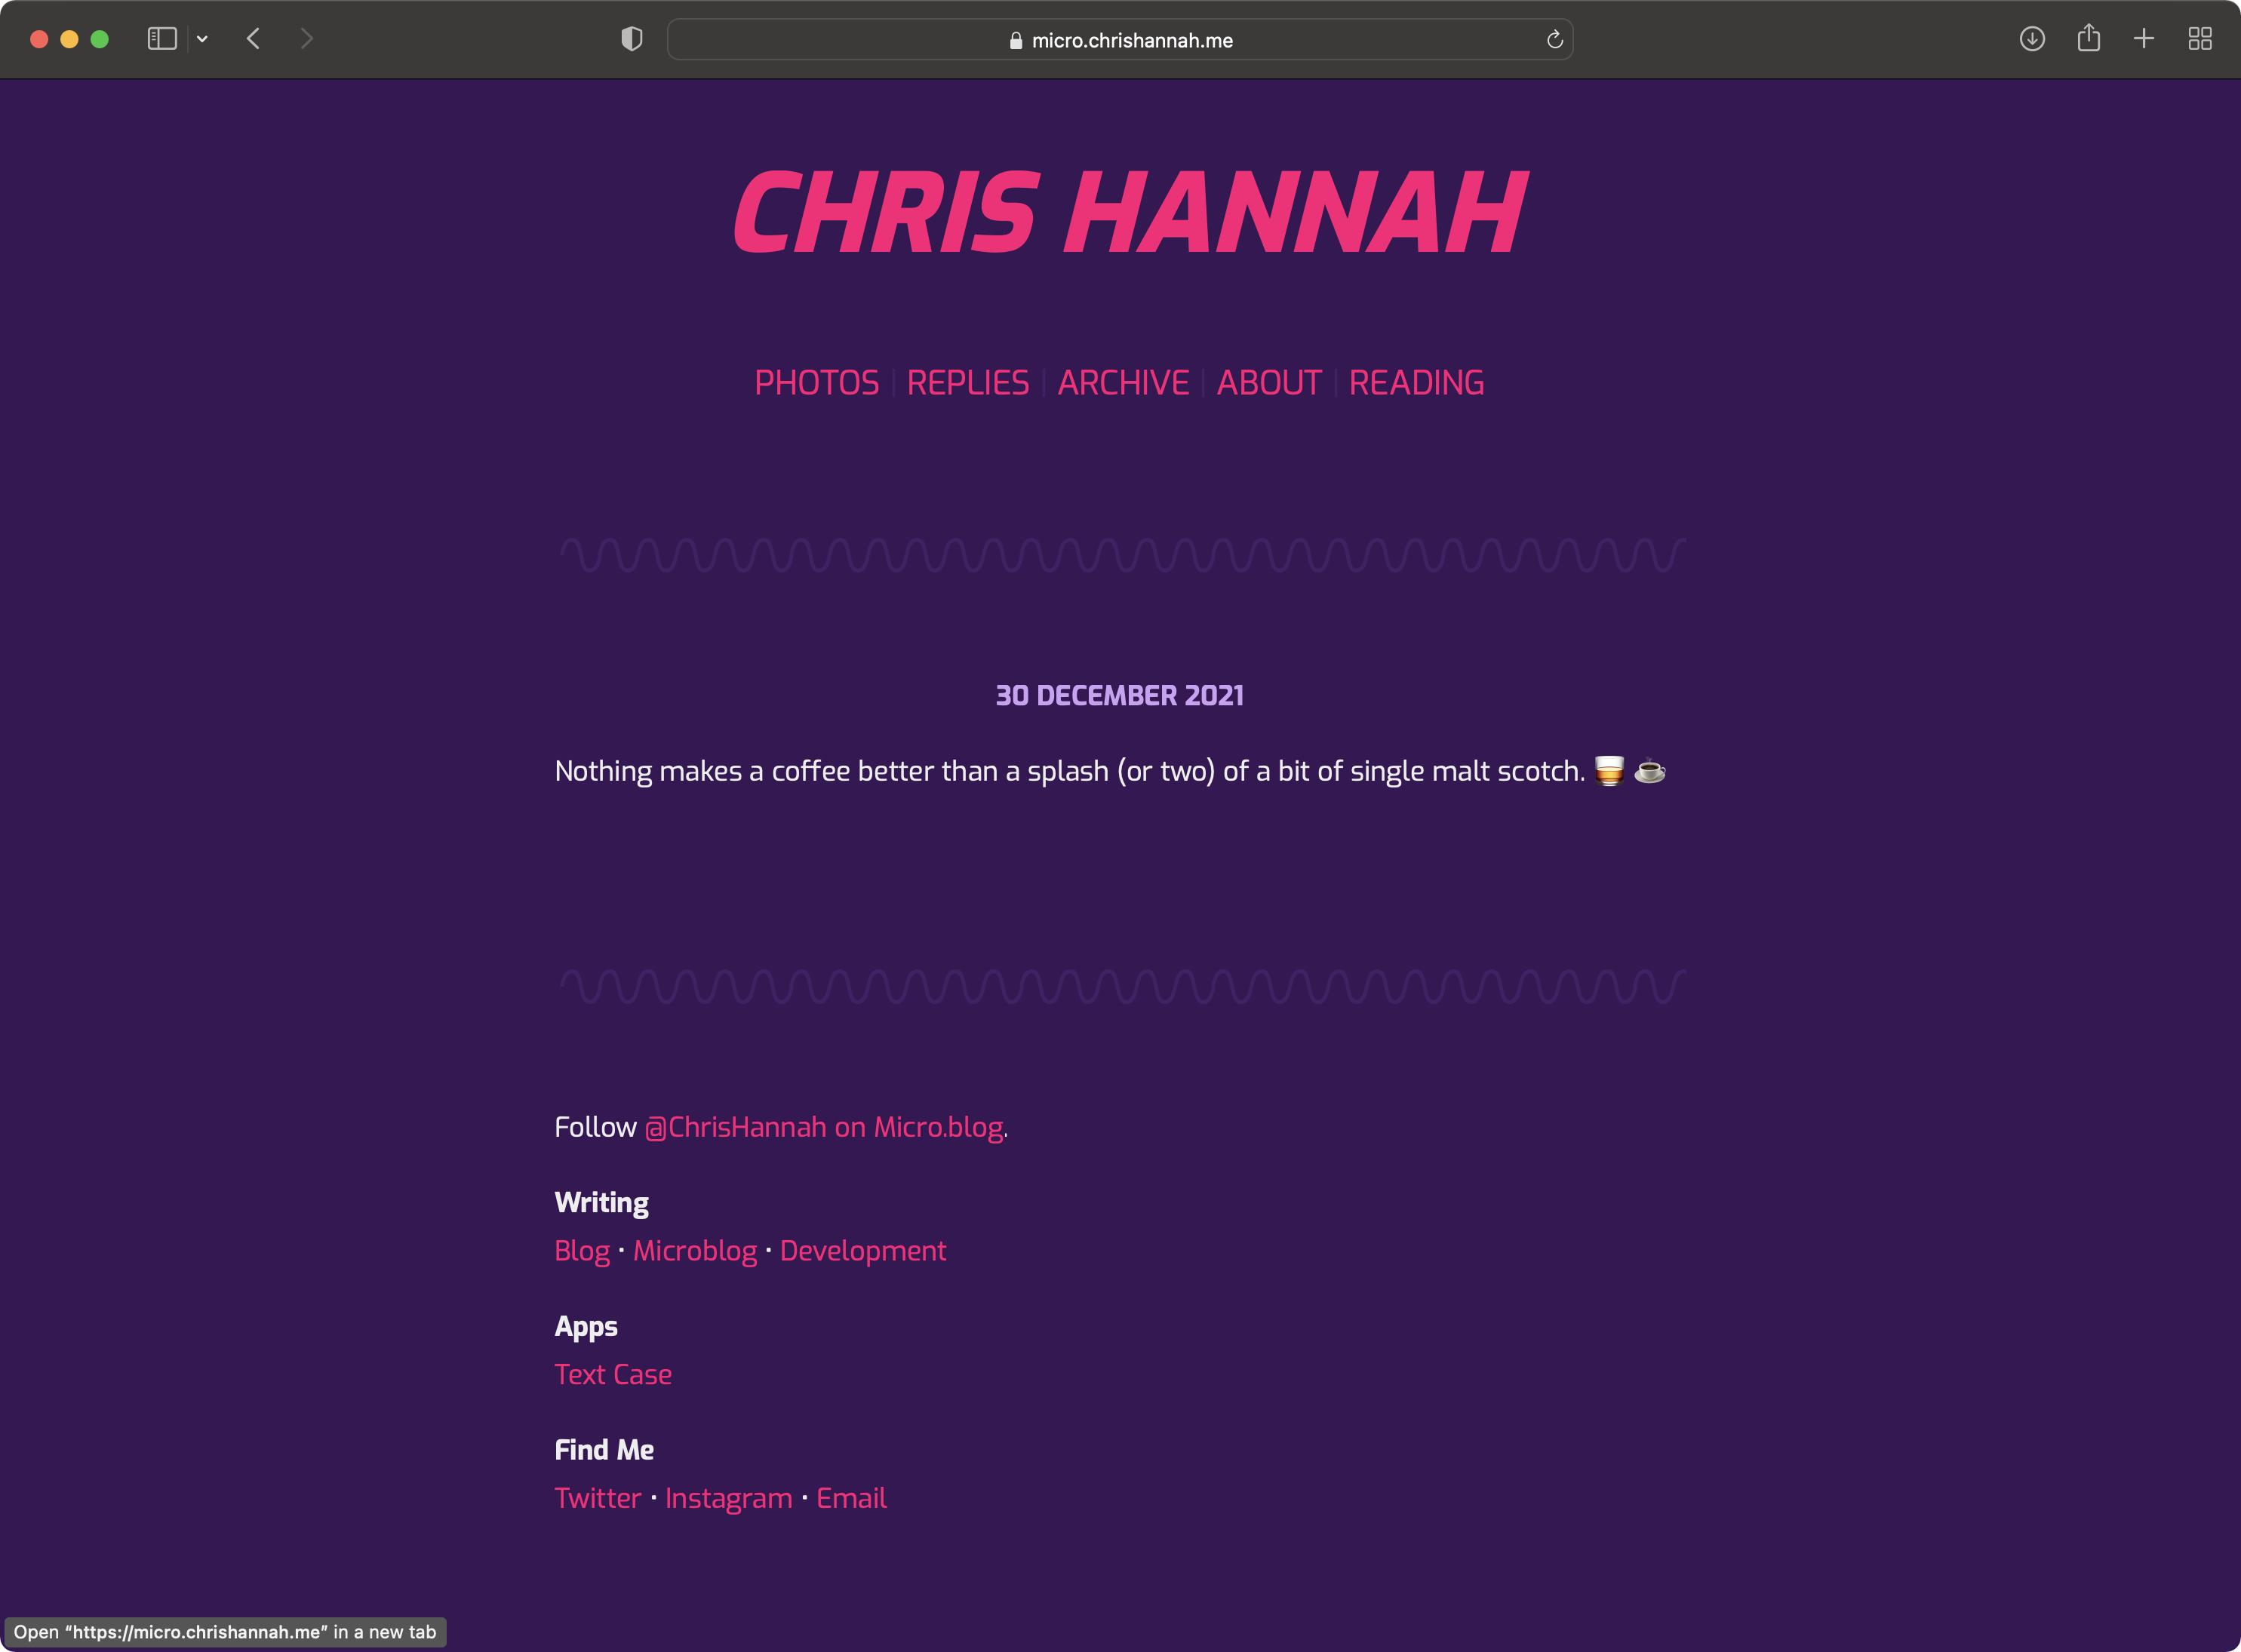 micro.chrishannah.me
CHRIS HANNAH
PHOTOS | REPLIES | ARCHIVE | ABOUT | READING
30 DECEMBER 2021
Nothing makes a coffee better than a splash (or two) of a bit of single malt scotch. 🥃 ☕
Follow @ChrisHannah on Micro.blog.
Writing
Blog · Microblog · Development
Apps
Text Case
Find Me
Twitter · Instagram · Email
Open “https://micro.chrishannah.me” in a new tab